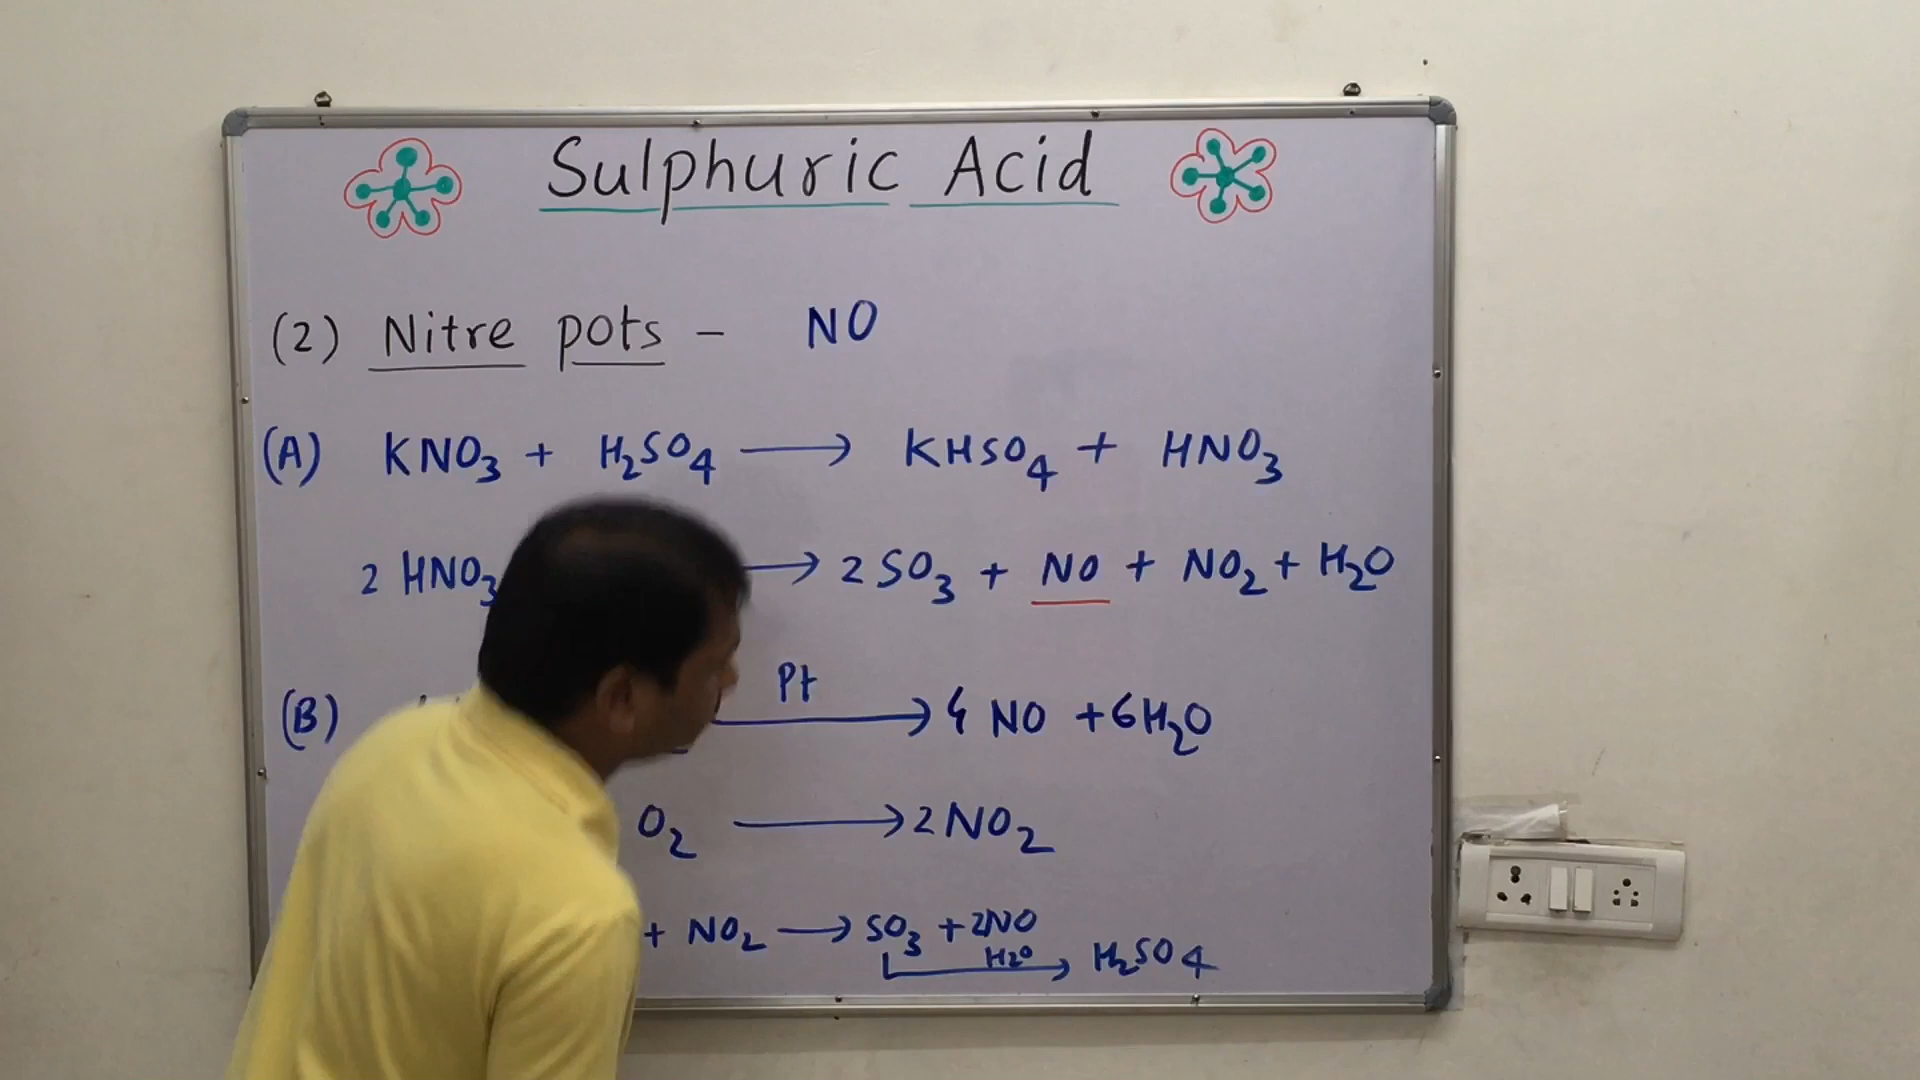 Sulphuric Acid
(2) Nitre pots - NO
(A) KNO₃ + H₂SO₄ ⟶ KHSO₄ + HNO₃
2 HNO₃ ⟶ 2 SO₃ + NO + NO₂ + H₂O
(B) Pt ⟶ 4 NO + 6H₂O
O₂ ⟶ 2NO₂
+ NO₂ ⟶ SO₃ + 2NO
H₂O ⟶ H₂SO₄